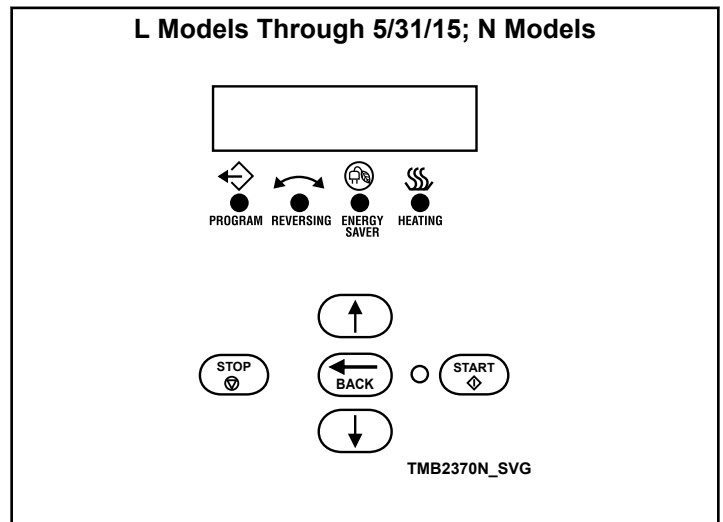 L Models Through 5/31/15; N Models
PROGRAM REVERSING ENERGY SAVER HEATING
STOP
BACK
START
TMB2370N_SVG